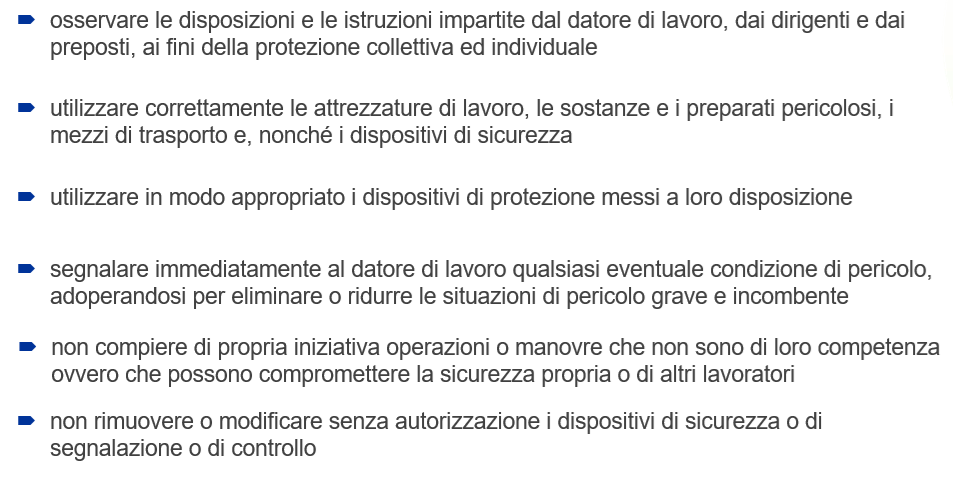 osservare le disposizioni e le istruzioni impartite dal datore di lavoro, dai dirigenti e dai
preposti, ai fini della protezione collettiva ed individuale
utilizzare correttamente le attrezzature di lavoro, le sostanze e i preparati pericolosi, i
mezzi di trasporto e, nonché i dispositivi di sicurezza
utilizzare in modo appropriato i dispositivi di protezione messi a loro disposizione
segnalare immediatamente al datore di lavoro qualsiasi eventuale condizione di pericolo,
adoperandosi per eliminare o ridurre le situazioni di pericolo grave e incombente
non compiere di propria iniziativa operazioni o manovre che non sono di loro competenza
ovvero che possono compromettere la sicurezza propria o di altri lavoratori
non rimuovere o modificare senza autorizzazione i dispositivi di sicurezza o di
segnalazione o di controllo